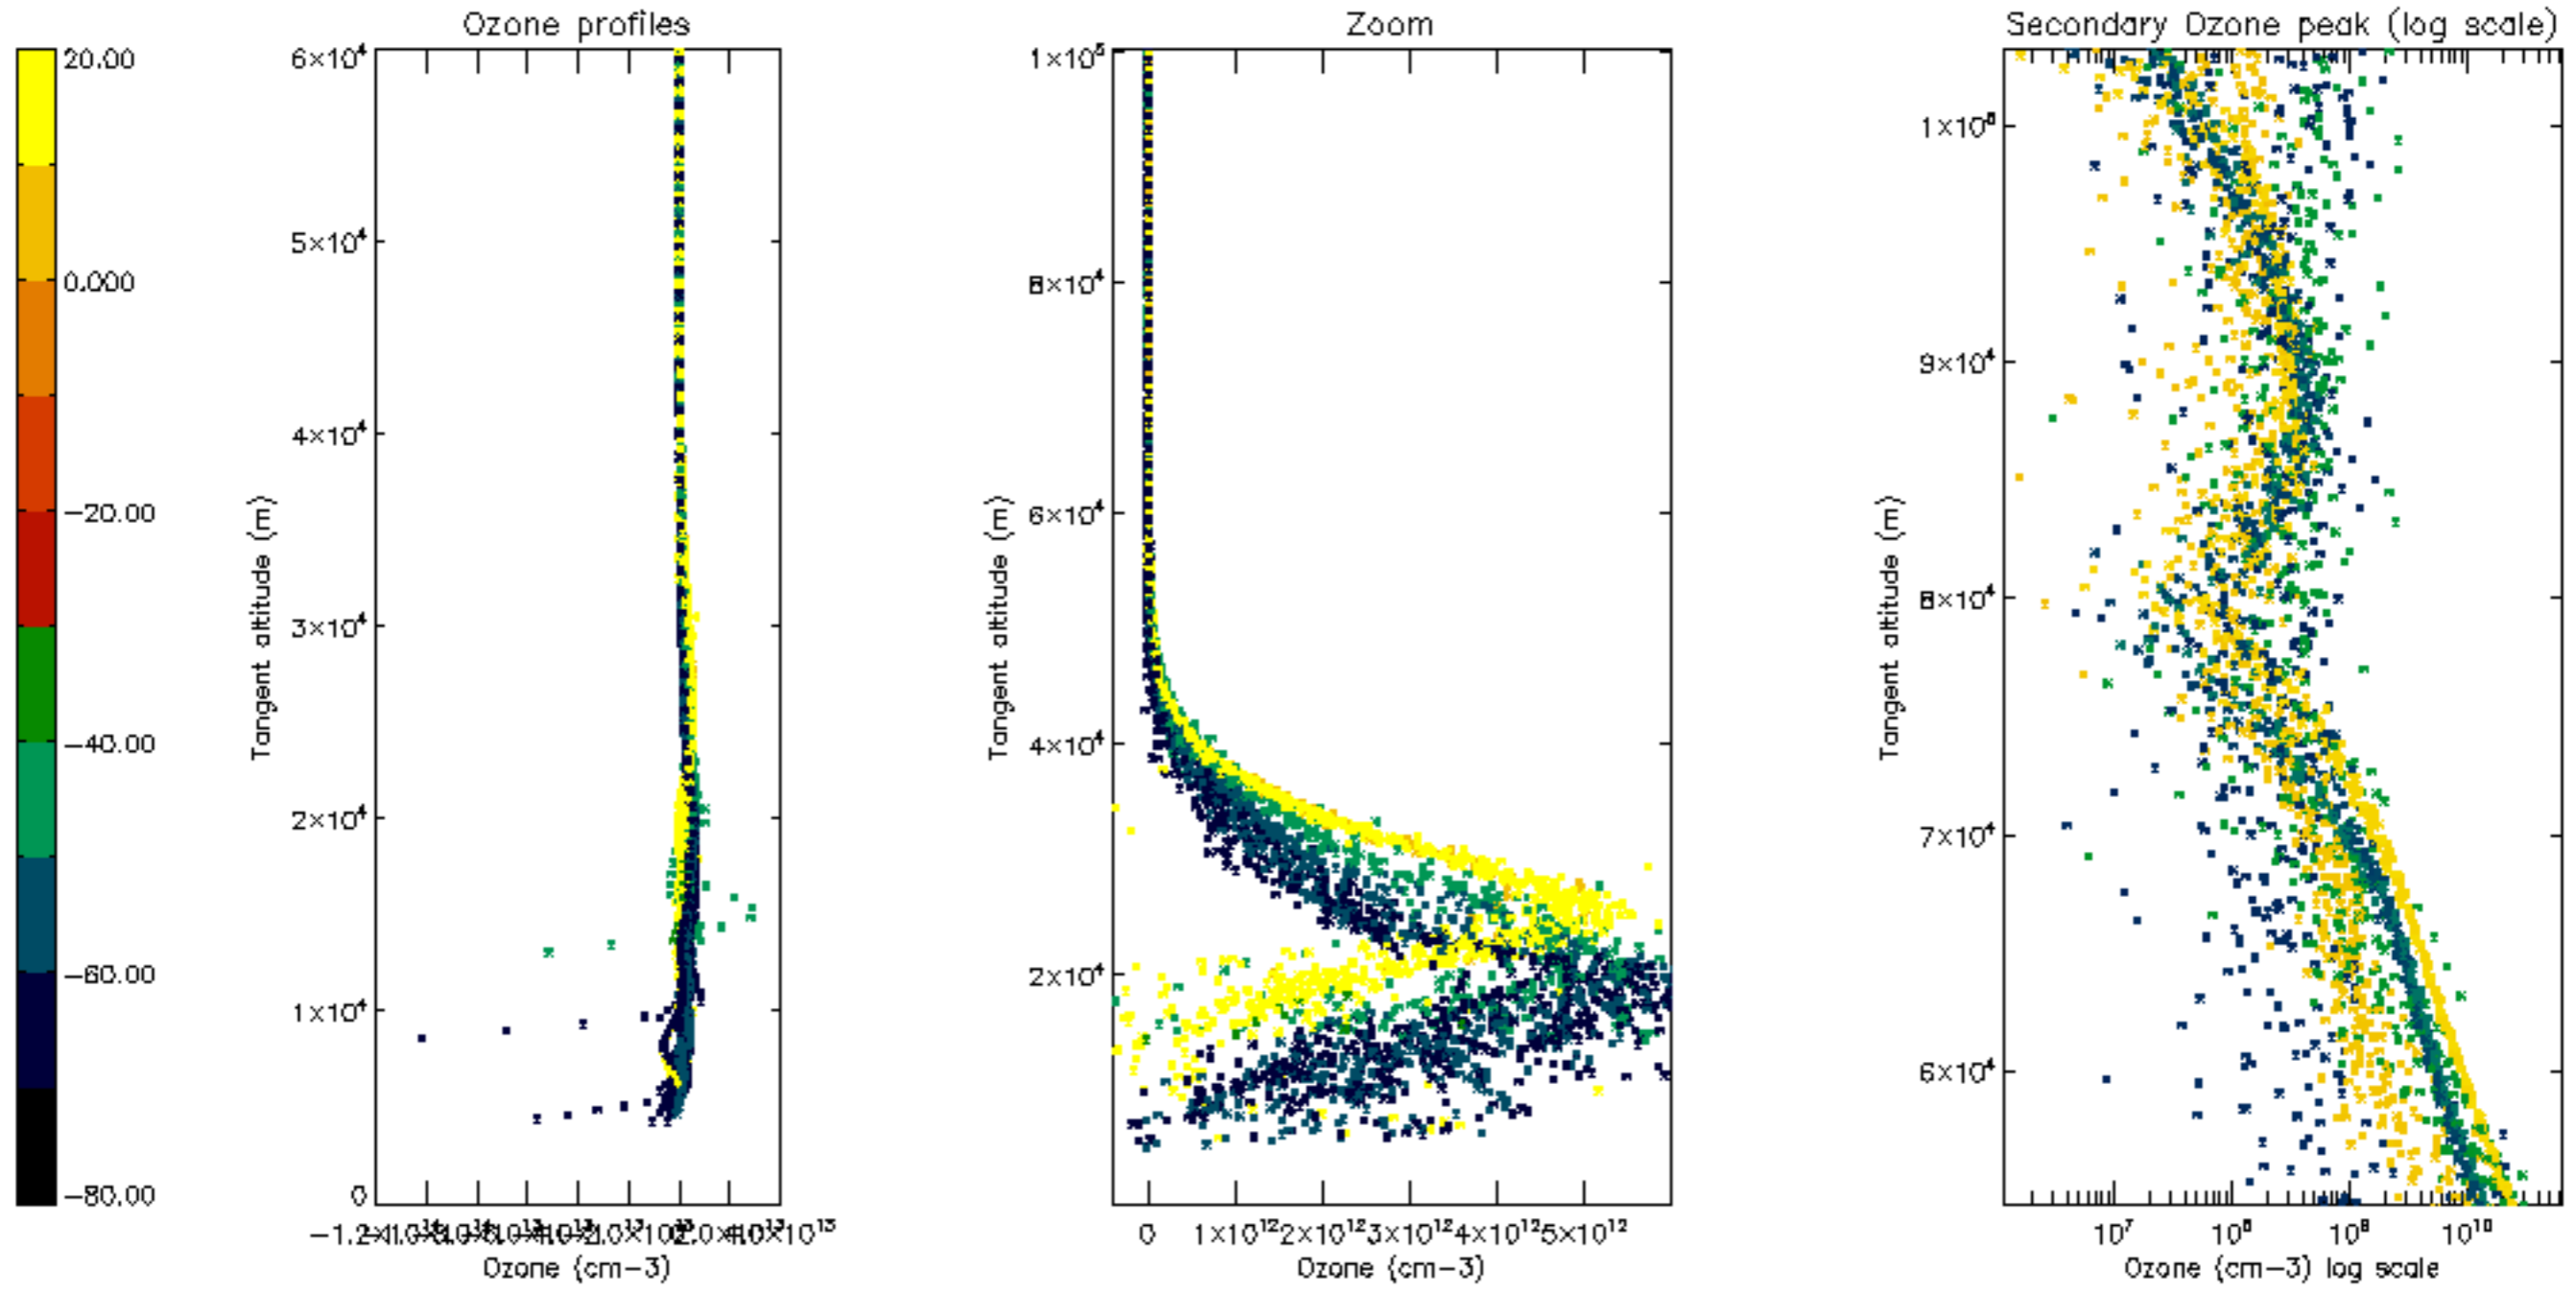 Ozone profiles
Zoom
Secondary Ozone peak (log scale)
20.00
0.000
−20.00
−40.00
−60.00
−80.00
6×10⁴
5×10⁴
4×10⁴
3×10⁴
2×10⁴
1×10⁴
0
Tangent altitude (m)
Ozone (cm−3)
1×10⁵
8×10⁴
6×10⁴
4×10⁴
2×10⁴
Tangent altitude (m)
0 1×10¹² 2×10¹² 3×10¹² 4×10¹² 5×10¹²
Ozone (cm−3)
1×10⁵
9×10⁴
8×10⁴
7×10⁴
6×10⁴
Tangent altitude (m)
10⁷ 10⁸ 10⁹ 10¹⁰
Ozone (cm−3) log scale